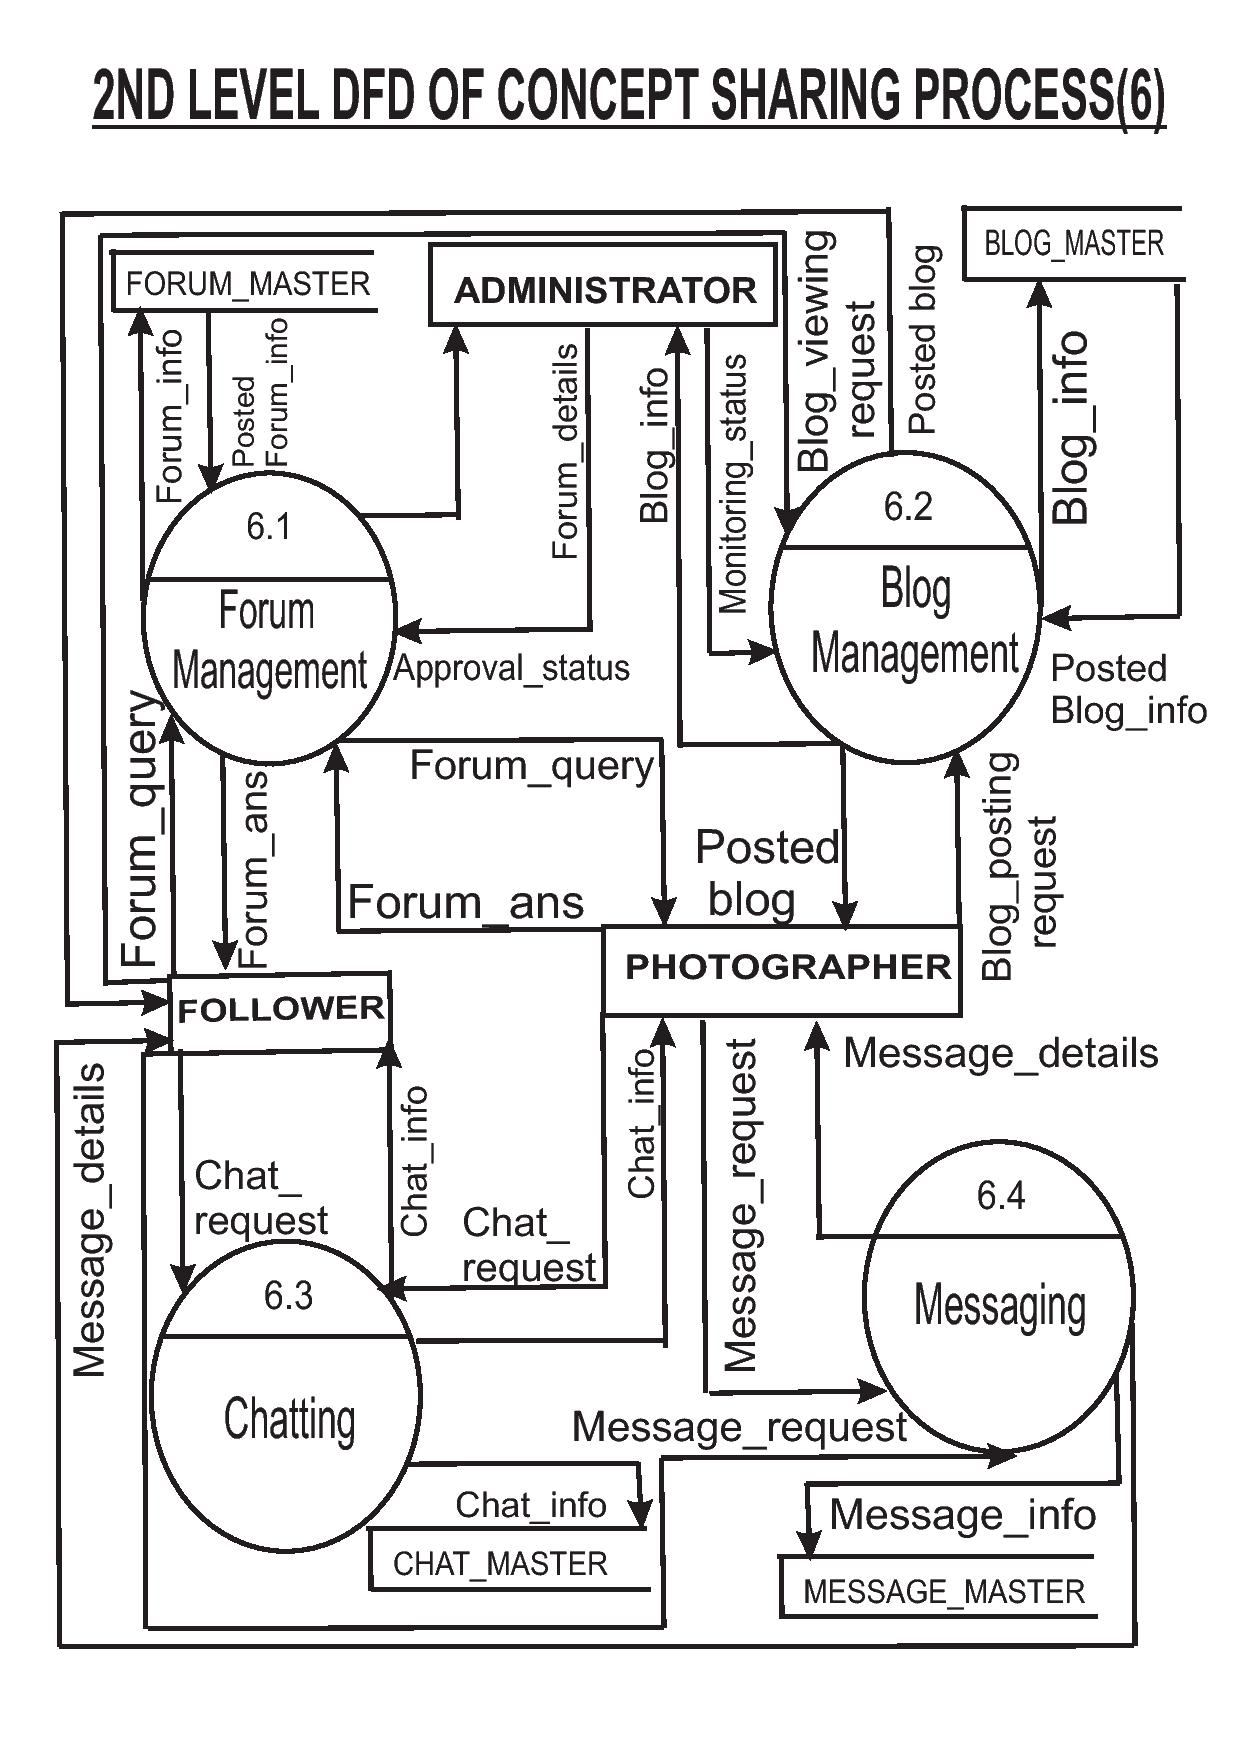 2ND LEVEL DFD OF CONCEPT SHARING PROCESS(6)
FORUM_MASTER
ADMINISTRATOR
BLOG_MASTER
Forum_info
Posted
Forum_info
Forum_details
Blog_info
Monitoring_status
Blog_viewing
request
Posted blog
Blog_info
6.1
Forum
Management
6.2
Blog
Management
Approval_status
Posted
Blog_info
Forum_query
Forum_ans
Forum_query
Forum_ans
Posted
blog
Blog_posting
request
PHOTOGRAPHER
FOLLOWER
Message_details
Chat_
request
Chat_info
Chat_
request
Chat_info
Message_request
Message_details
6.3
Chatting
6.4
Messaging
Message_request
Chat_info
CHAT_MASTER
Message_info
MESSAGE_MASTER